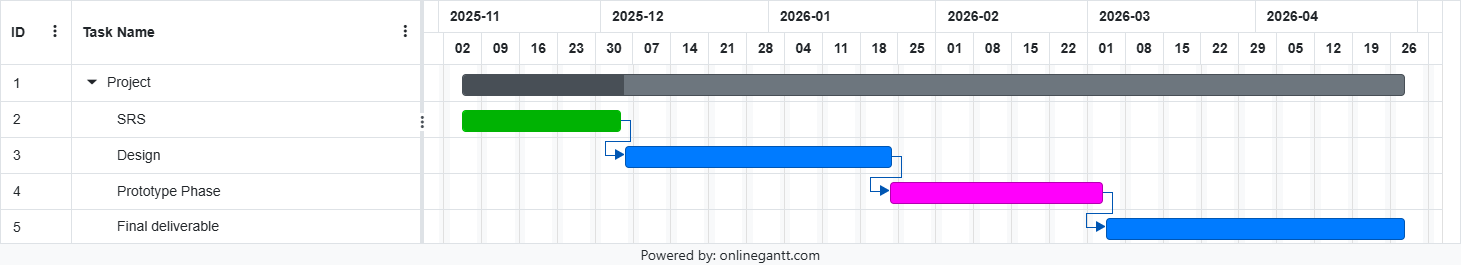 2025-11 2025-12 2026-01 2026-02 2026-03 2026-04
ID Task Name
02 09 16 23 30 07 14 21 28 04 11 18 25 01 08 15 22 01 08 15 22 29 05 12 19 26
1 Project
2 SRS
3 Design
4 Prototype Phase
5 Final deliverable
Powered by: onlinegantt.com